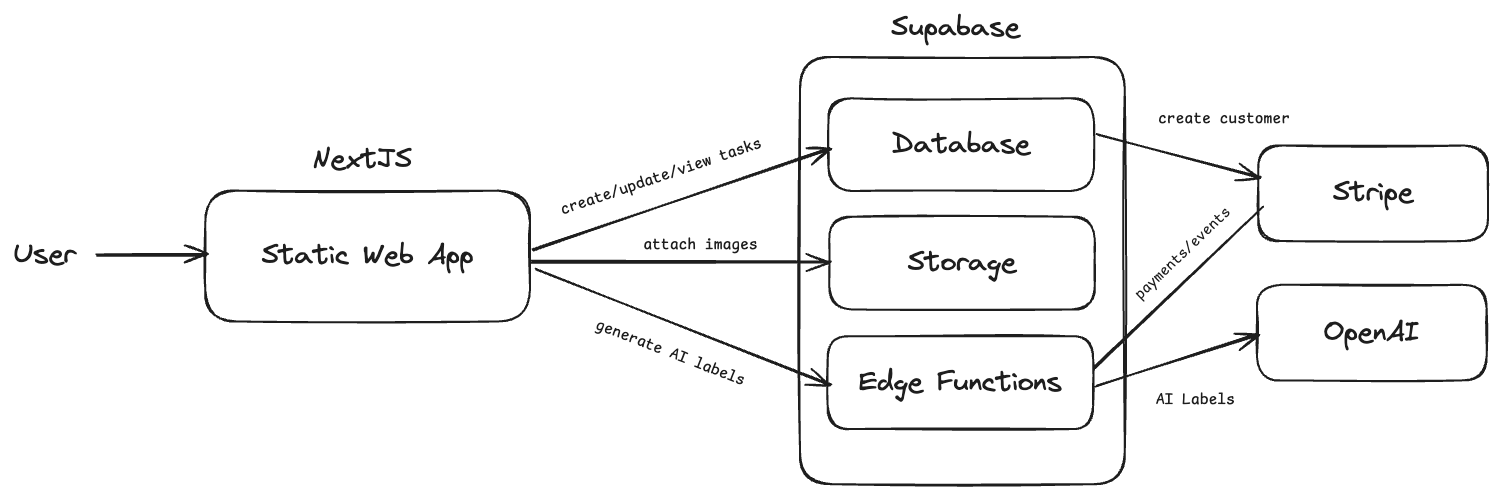 Supabase
NextJS
User
Static Web App
create/update/view tasks
attach images
generate AI labels
Database
Storage
Edge Functions
create customer
payments/events
AI Labels
Stripe
OpenAI